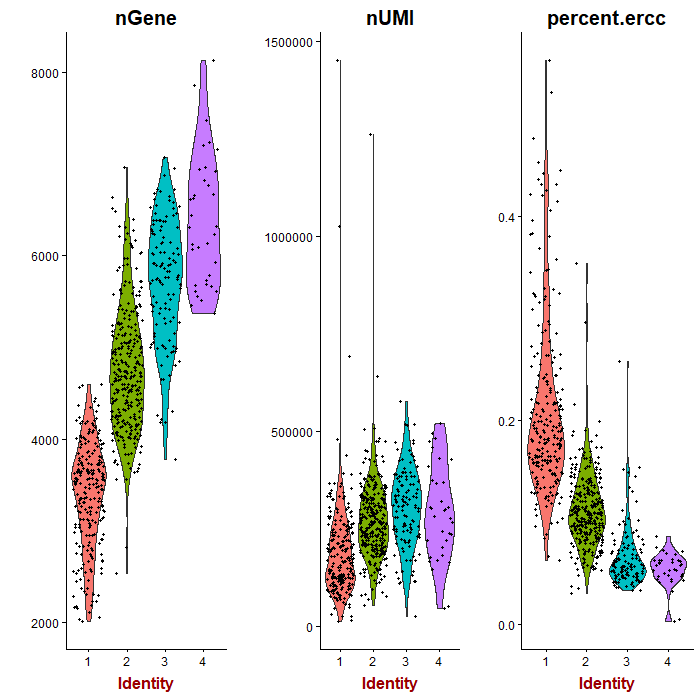 nGene
nUMI
percent.ercc
8000
6000
4000
2000
1500000
1000000
500000
0
0.4
0.2
0.0
1 2 3 4
1 2 3 4
1 2 3 4
Identity
Identity
Identity